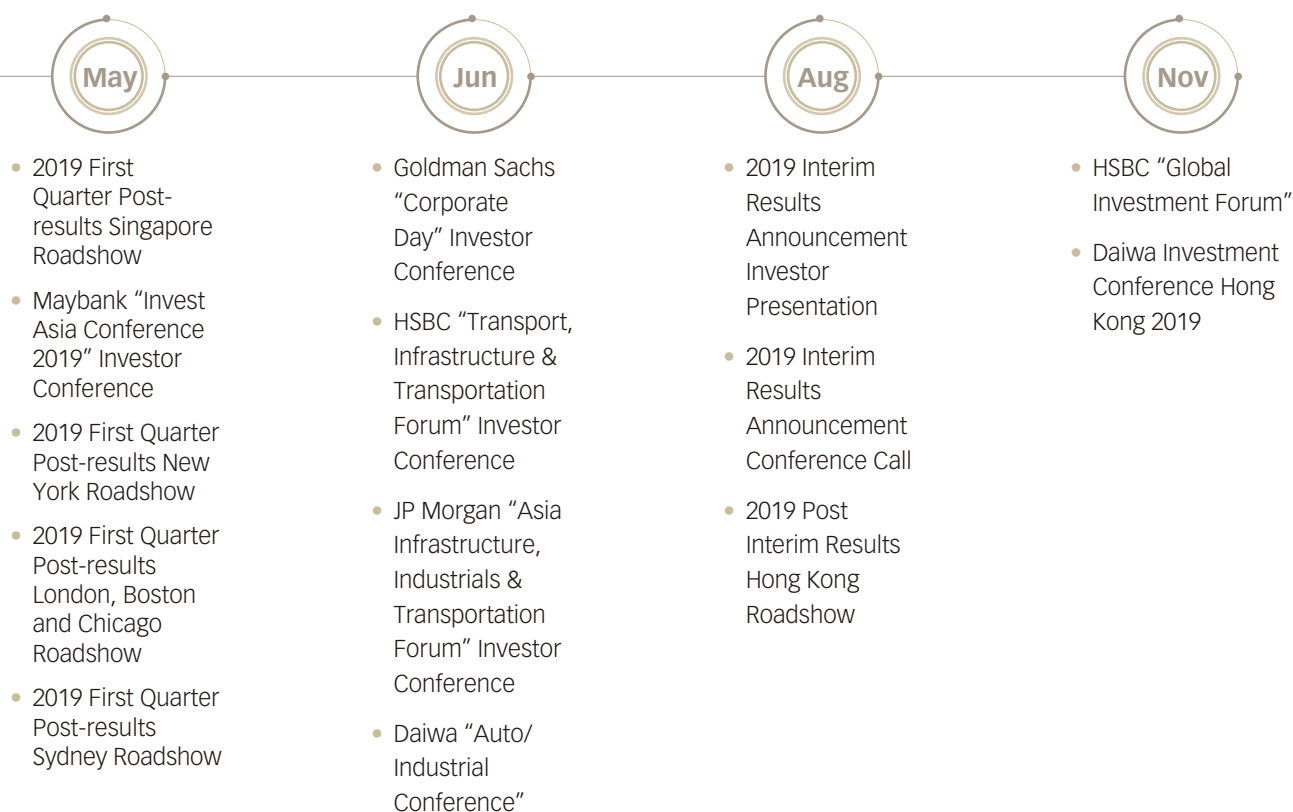 May
• 2019 First
Quarter Post-
results Singapore
Roadshow
• Maybank “Invest
Asia Conference
2019” Investor
Conference
• 2019 First Quarter
Post-results New
York Roadshow
• 2019 First Quarter
Post-results
London, Boston
and Chicago
Roadshow
• 2019 First Quarter
Post-results
Sydney Roadshow
Jun
• Goldman Sachs
“Corporate
Day” Investor
Conference
• HSBC “Transport,
Infrastructure &
Transportation
Forum” Investor
Conference
• JP Morgan “Asia
Infrastructure,
Industrials &
Transportation
Forum” Investor
Conference
• Daiwa “Auto/
Industrial
Conference”
Aug
• 2019 Interim
Results
Announcement
Investor
Presentation
• 2019 Interim
Results
Announcement
Conference Call
• 2019 Post
Interim Results
Hong Kong
Roadshow
Nov
• HSBC “Global
Investment Forum”
• Daiwa Investment
Conference Hong
Kong 2019